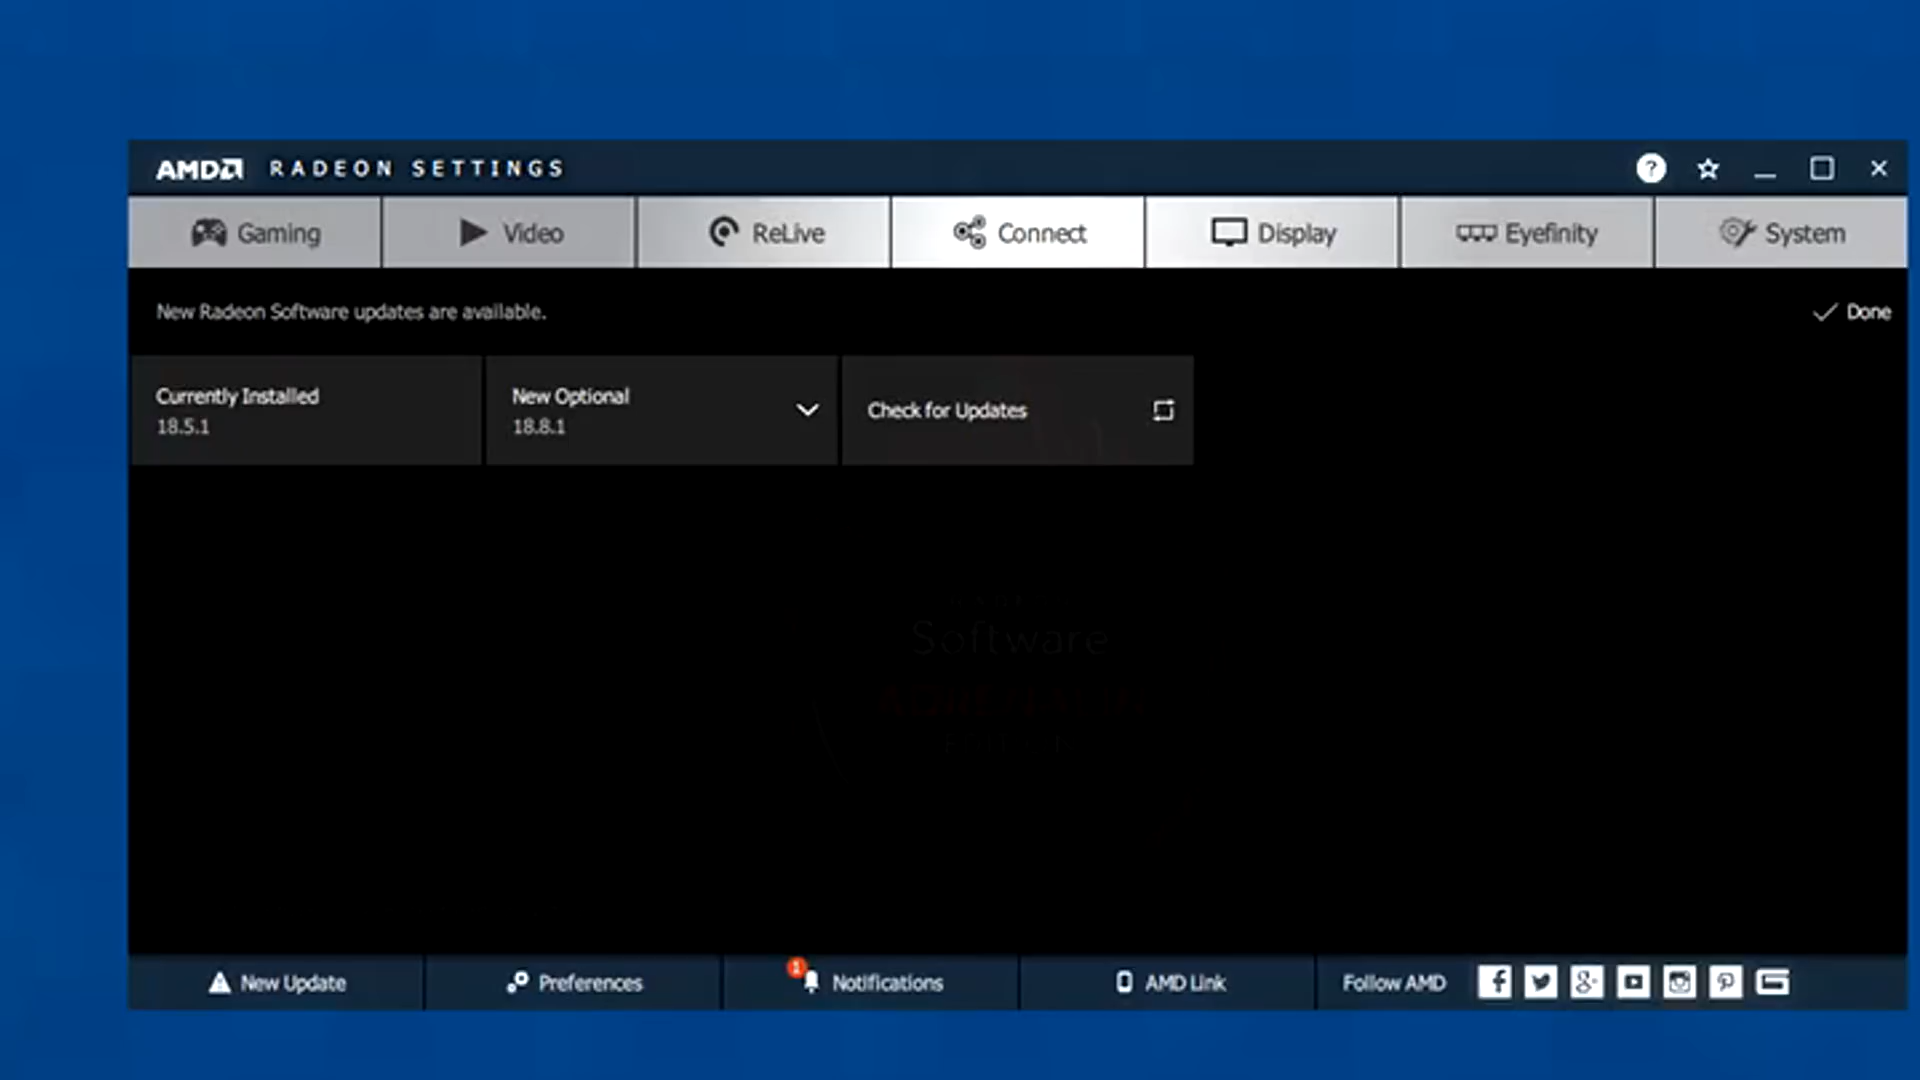 AMD RADEON SETTINGS
Gaming
Video
ReLive
Connect
Display
Eyefinity
System
New Radeon Software updates are available.
Done
Currently Installed
18.5.1
New Optional
18.8.1
Check for Updates
Software
New Update
Preferences
1
Notifications
AMD Link
Follow AMD